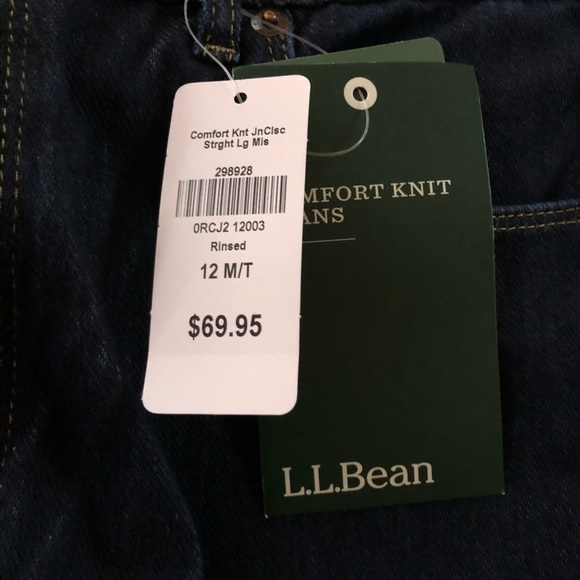 Comfort Knt JnClsc
Strght Lg Mis
298928
0RCJ2 12003
Rinsed
12 M/T
$69.95
MFORT KNIT
ANS
L.L.Bean